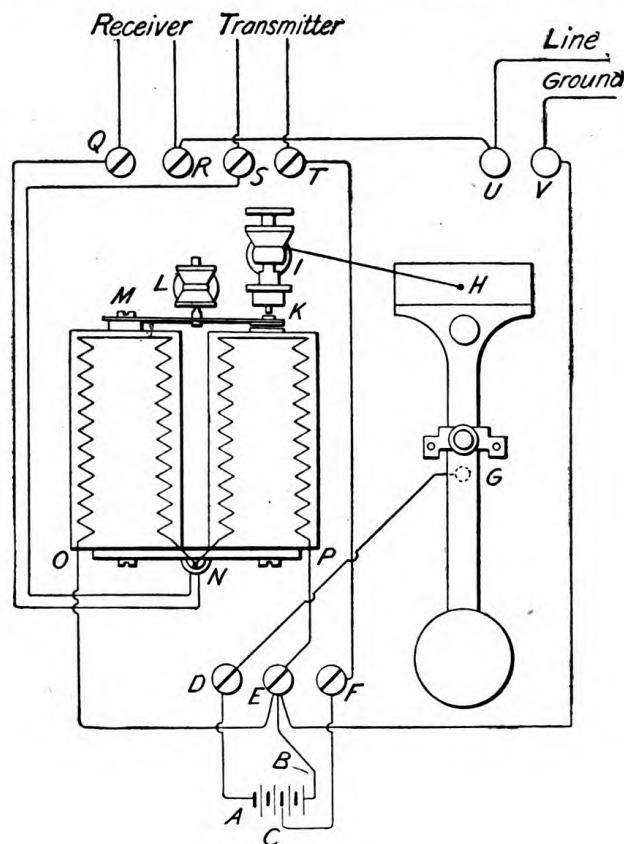 Receiver Transmitter
Line
Ground
Q R S T U V
L I
M K H
G
O N P
D E F
B
A
C